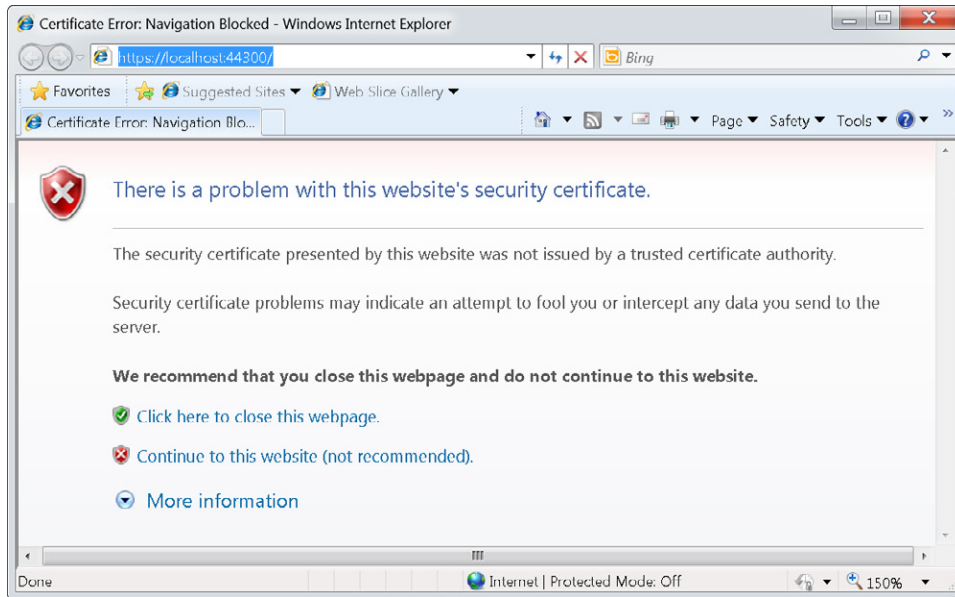 Certificate Error: Navigation Blocked - Windows Internet Explorer
https://localhost:44300/
Bing
Favorites Suggested Sites Web Slice Gallery
Certificate Error: Navigation Blo...
Page Safety Tools
There is a problem with this website's security certificate.
The security certificate presented by this website was not issued by a trusted certificate authority.
Security certificate problems may indicate an attempt to fool you or intercept any data you send to the
server.
We recommend that you close this webpage and do not continue to this website.
Click here to close this webpage.
Continue to this website (not recommended).
More information
Done Internet | Protected Mode: Off 150%